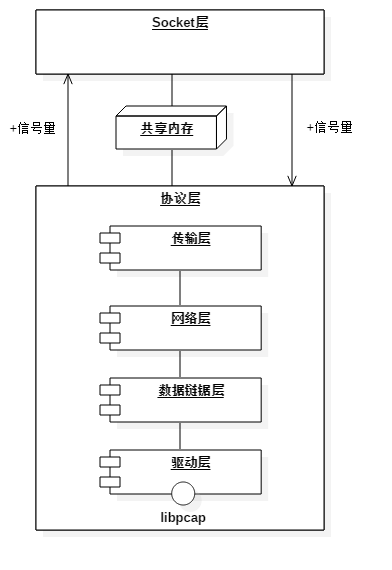 Socket层
+信号量
共享内存
+信号量
协议层
传输层
网络层
数据链锯层
驱动层
libpcap